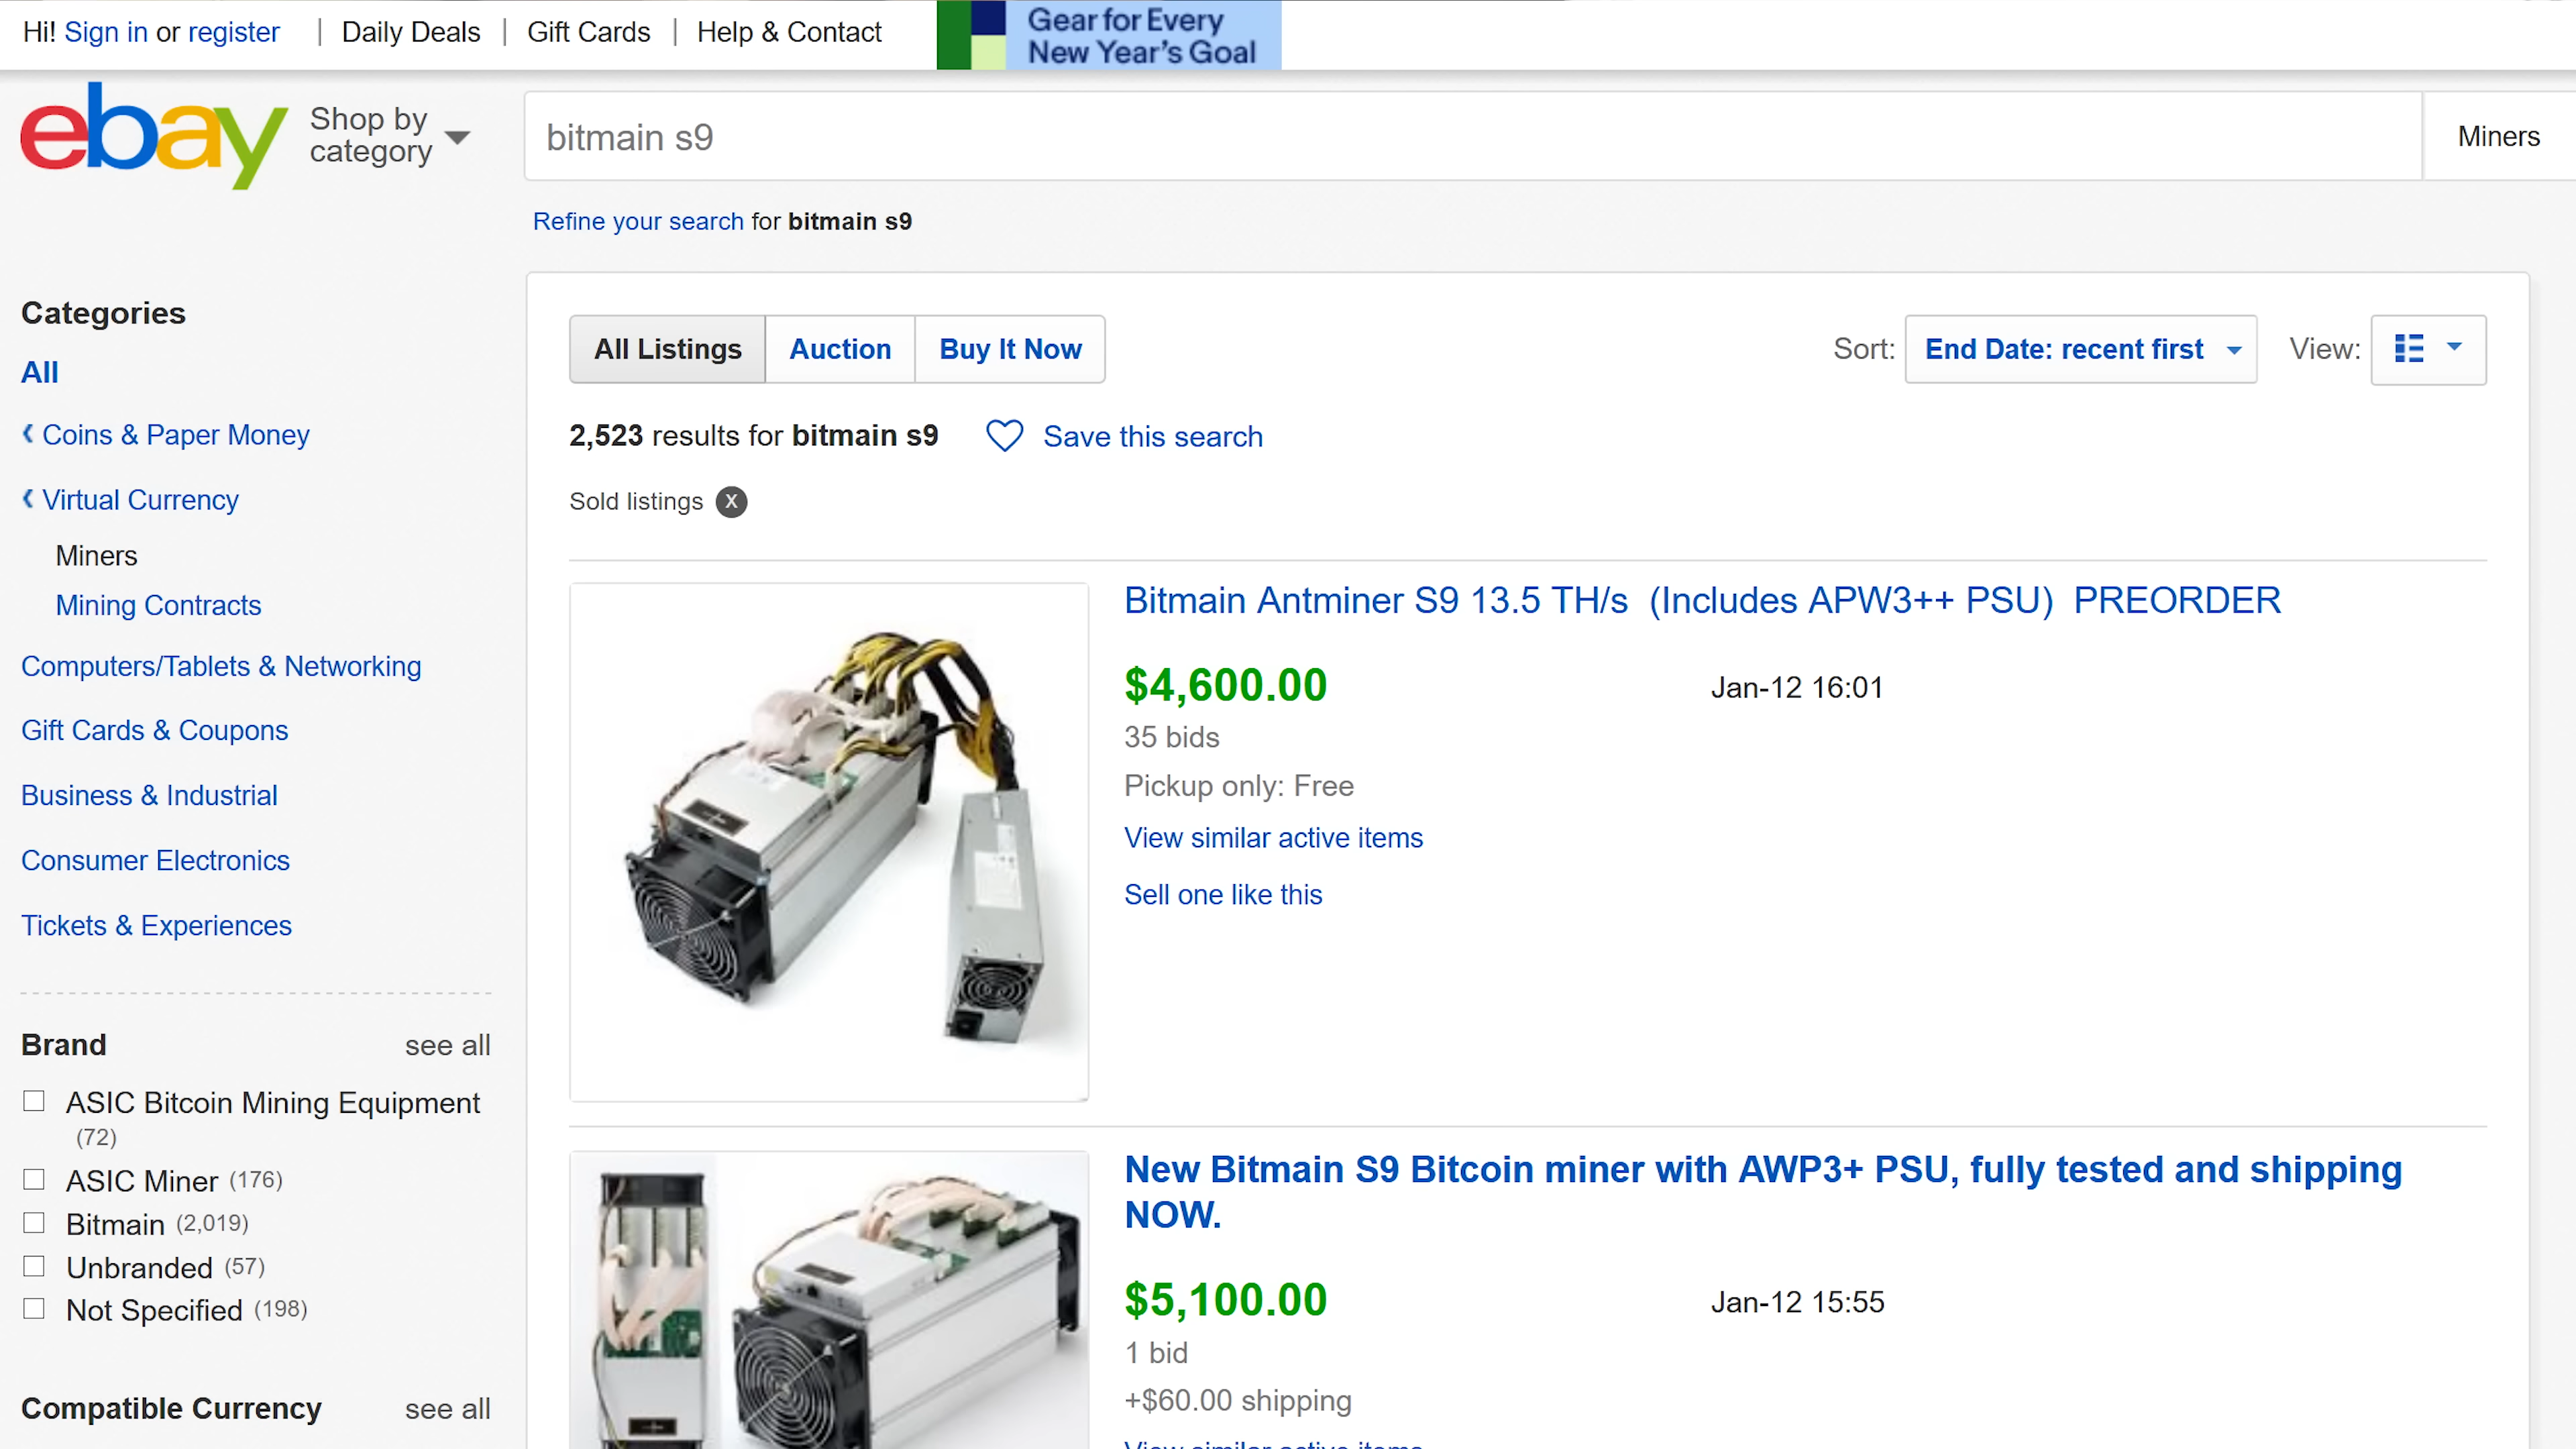 Hi! Sign in or register | Daily Deals | Gift Cards | Help & Contact
Gear for Every
New Year's Goal
ebay
Shop by
category
bitmain s9
Miners
Refine your search for bitmain s9
Categories
All
Coins & Paper Money
Virtual Currency
Miners
Mining Contracts
Computers/Tablets & Networking
Gift Cards & Coupons
Business & Industrial
Consumer Electronics
Tickets & Experiences
Brand see all
ASIC Bitcoin Mining Equipment
(72)
ASIC Miner (176)
Bitmain (2,019)
Unbranded (57)
Not Specified (198)
Compatible Currency see all
All Listings Auction Buy It Now
Sort: End Date: recent first View:
2,523 results for bitmain s9 Save this search
Sold listings X
Bitmain Antminer S9 13.5 TH/s (Includes APW3++ PSU) PREORDER
$4,600.00 Jan-12 16:01
35 bids
Pickup only: Free
View similar active items
Sell one like this
New Bitmain S9 Bitcoin miner with AWP3+ PSU, fully tested and shipping
NOW.
$5,100.00 Jan-12 15:55
1 bid
+$60.00 shipping
View similar active items